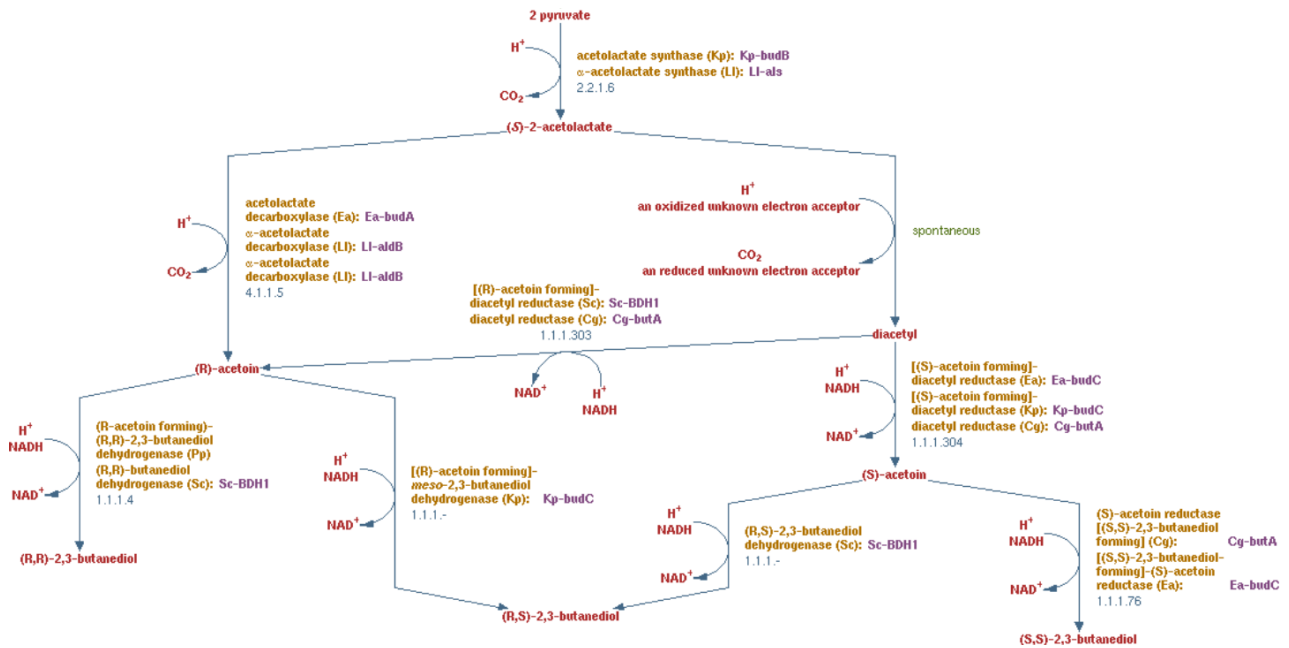 2 pyruvate
H+
CO2
acetolactate synthase (Kp): Kp-budB
α-acetolactate synthase (Ll): Ll-als
2.2.1.6
(S)-2-acetolactate
H+
CO2
acetolactate
decarboxylase (Ea): Ea-budA
α-acetolactate
decarboxylase (Ll): Ll-aldB
α-acetolactate
decarboxylase (Ll): Ll-aldB
4.1.1.5
H+
an oxidized unknown electron acceptor
CO2
an reduced unknown electron acceptor
spontaneous
[(R)-acetoin forming]-
diacetyl reductase (Sc): Sc-BDH1
diacetyl reductase (Cg): Cg-butA
1.1.1.303
NAD+
H+
NADH
diacetyl
(R)-acetoin
H+
NADH
NAD+
[(S)-acetoin forming]-
diacetyl reductase (Ea): Ea-budC
[(S)-acetoin forming]-
diacetyl reductase (Kp): Kp-budC
diacetyl reductase (Cg): Cg-butA
1.1.1.304
H+
NADH
NAD+
(R-acetoin forming)-
(R,R)-2,3-butanediol
dehydrogenase (Pp)
(R,R)-butanediol
dehydrogenase (Sc): Sc-BDH1
1.1.1.4
H+
NADH
NAD+
[(R)-acetoin forming]-
meso-2,3-butanediol
dehydrogenase (Kp): Kp-budC
1.1.1.-
(S)-acetoin
H+
NADH
NAD+
(R,S)-2,3-butanediol
dehydrogenase (Sc): Sc-BDH1
1.1.1.-
H+
NADH
NAD+
(S)-acetoin reductase
[(S,S)-2,3-butanediol
forming] (Cg): Cg-butA
[(S,S)-2,3-butanediol-
forming]-(S)-acetoin
reductase (Ea): Ea-budC
1.1.1.76
(R,R)-2,3-butanediol
(R,S)-2,3-butanediol
(S,S)-2,3-butanediol